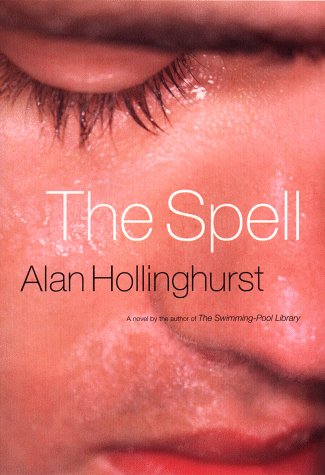 The Spell
Alan Hollinghurst
A novel by the author of The Swimming-Pool Library